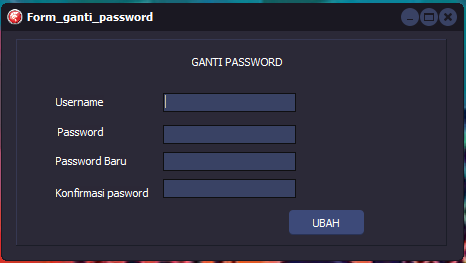 Form_ganti_password
GANTI PASSWORD
Username
Password
Password Baru
Konfirmasi pasword
UBAH